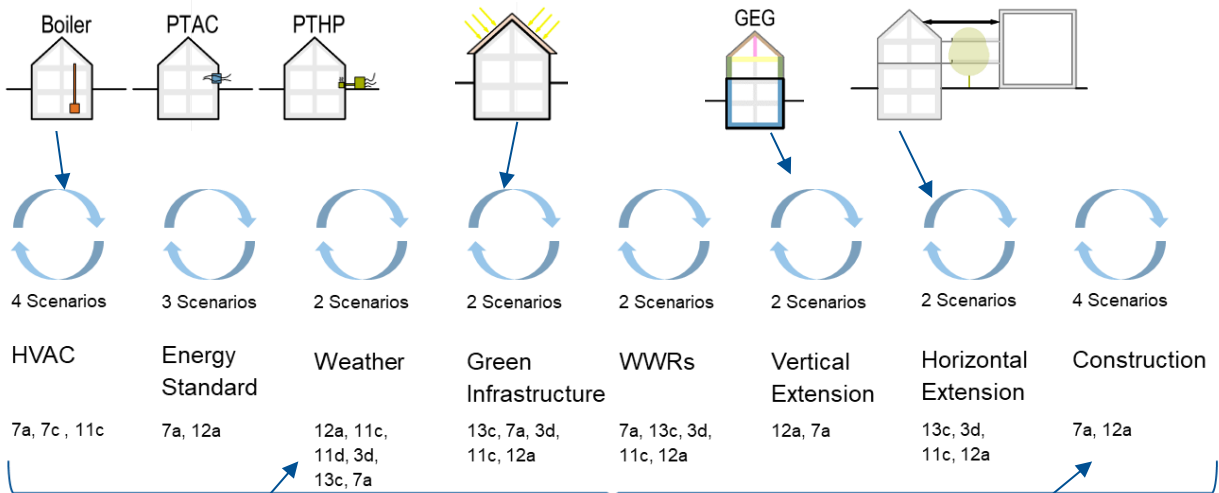 Boiler
PTAC
PTHP
GEG
4 Scenarios
3 Scenarios
2 Scenarios
2 Scenarios
2 Scenarios
2 Scenarios
2 Scenarios
4 Scenarios
HVAC
Energy
Standard
Weather
Green
Infrastructure
WWRs
Vertical
Extension
Horizontal
Extension
Construction
7a, 7c , 11c
7a, 12a
12a, 11c,
11d, 3d,
13c, 7a
13c, 7a, 3d,
11c, 12a
7a, 13c, 3d,
11c, 12a
12a, 7a
13c, 3d,
11c, 12a
7a, 12a